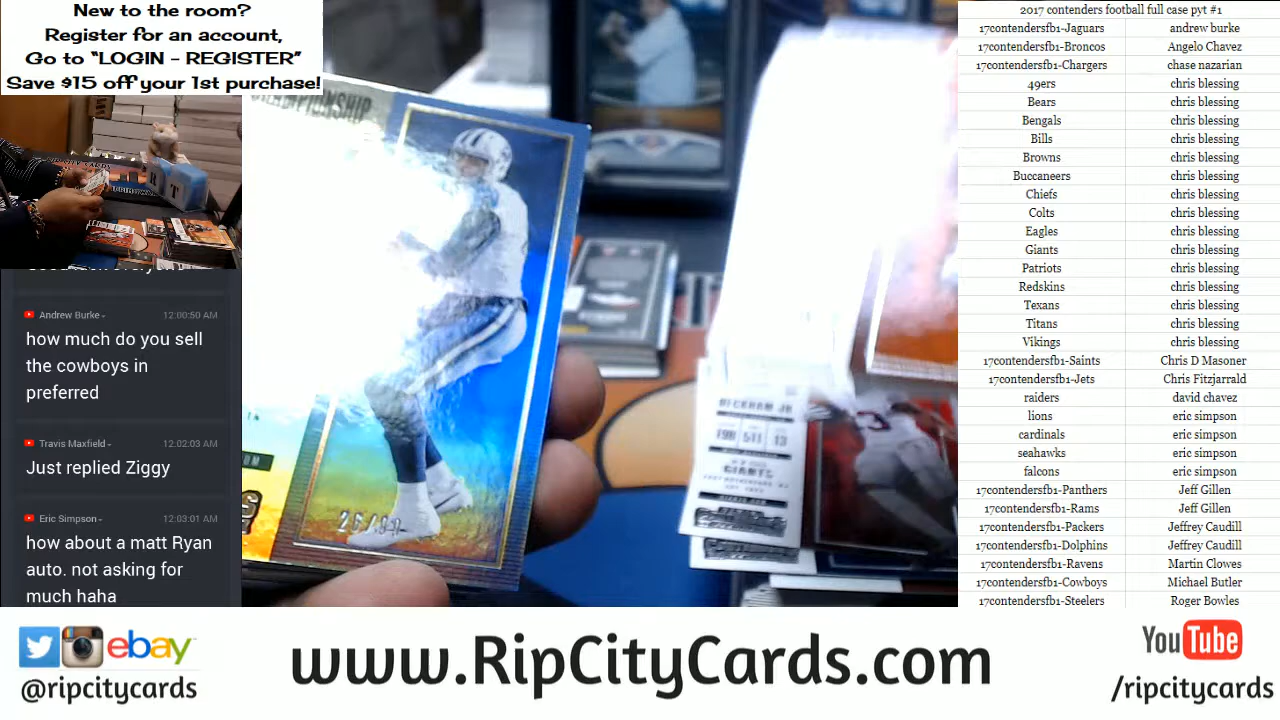 New to the room?
Register for an account,
Go to “LOGIN - REGISTER”
Save $15 off your 1st purchase!
Andrew Burke
12:00:50 AM
how much do you sell
the cowboys in
preferred
Travis Maxfield
12:02:03 AM
Just replied Ziggy
Eric Simpson
12:03:01 AM
how about a matt Ryan
auto. not asking for
much haha
CHAMPIONSHIP
BECKHAM JR
198 511 13
GIANTS
2017 contenders football full case pyt #1
17contendersfb1-Jaguars andrew burke
17contendersfb1-Broncos Angelo Chavez
17contendersfb1-Chargers chase nazarian
49ers chris blessing
Bears chris blessing
Bengals chris blessing
Bills chris blessing
Browns chris blessing
Buccaneers chris blessing
Chiefs chris blessing
Colts chris blessing
Eagles chris blessing
Giants chris blessing
Patriots chris blessing
Redskins chris blessing
Texans chris blessing
Titans chris blessing
Vikings chris blessing
17contendersfb1-Saints Chris D Masoner
17contendersfb1-Jets Chris Fitzjarrald
raiders david chavez
lions eric simpson
cardinals eric simpson
seahawks eric simpson
falcons eric simpson
17contendersfb1-Panthers Jeff Gillen
17contendersfb1-Rams Jeff Gillen
17contendersfb1-Packers Jeffrey Caudill
17contendersfb1-Dolphins Jeffrey Caudill
17contendersfb1-Ravens Martin Clowes
17contendersfb1-Cowboys Michael Butler
17contendersfb1-Steelers Roger Bowles
ebay
@ripcitycards
www.RipCityCards.com
YouTube
/ripcitycards